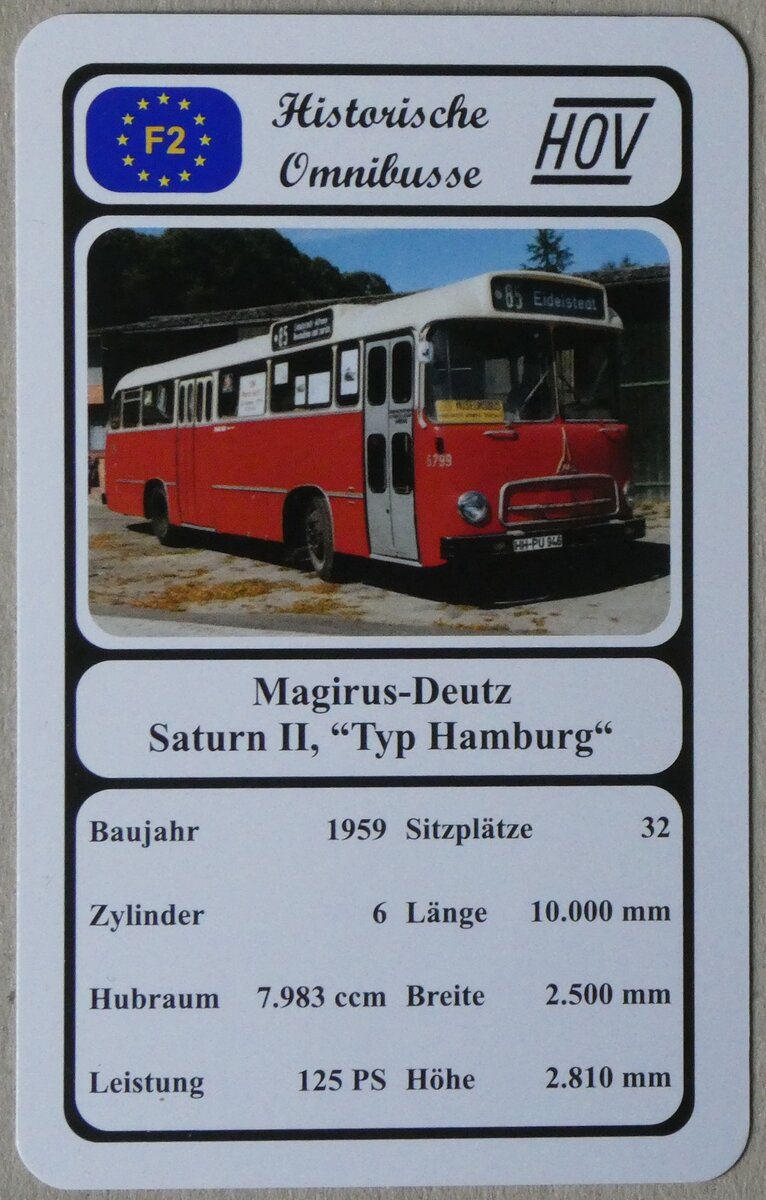 F2
Historische
Omnibusse
HOV
85 Eidelstedt
85
6799
HH-PU 948
Magirus-Deutz
Saturn II, “Typ Hamburg“
Baujahr 1959 Sitzplätze 32
Zylinder 6 Länge 10.000 mm
Hubraum 7.983 ccm Breite 2.500 mm
Leistung 125 PS Höhe 2.810 mm